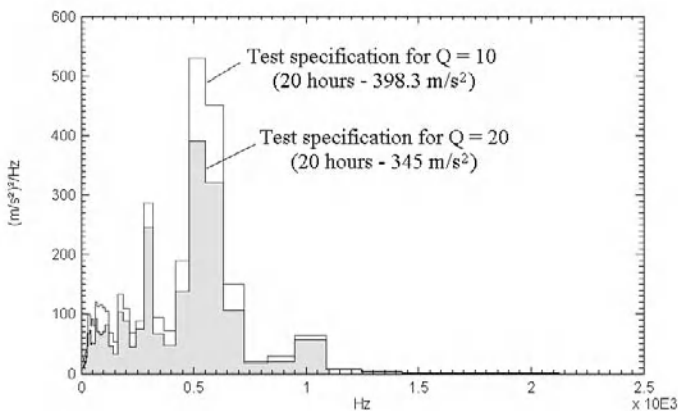 600
Test specification for Q = 10
(20 hours - 398.3 m/s²)
500
400
Test specification for Q = 20
(20 hours - 345 m/s²)
(m/s²)²/Hz
300
200
100
0
0 0.5 1 1.5 2 2.5
Hz
x 10E3